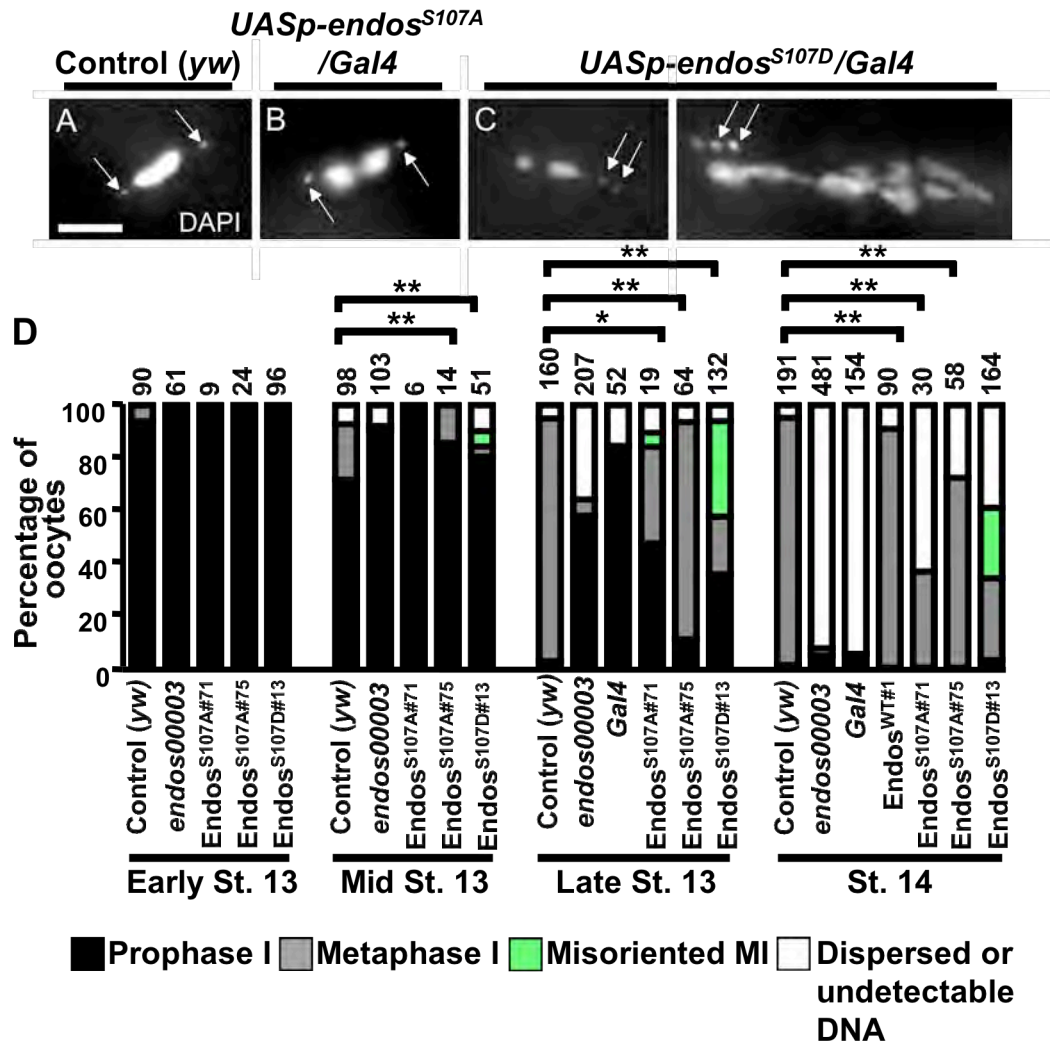 UASp-endosS107A
/Gal4
Control (yw)
UASp-endosS107D/Gal4
A
B
C
DAPI
**
**
**
**
**
**
*
**
**
**
D
90
61
9
24
96
98
103
6
14
51
160
207
52
19
64
132
191
481
154
90
30
58
164
Percentage of
oocytes
100
80
60
40
20
0
Control (yw)
endos00003
EndosS107A#71
EndosS107A#75
EndosS107D#13
Control (yw)
endos00003
EndosS107A#71
EndosS107A#75
EndosS107D#13
Control (yw)
endos00003
Gal4
EndosS107A#71
EndosS107A#75
EndosS107D#13
Control (yw)
endos00003
Gal4
EndosWT#1
EndosS107A#71
EndosS107A#75
EndosS107D#13
Early St. 13
Mid St. 13
Late St. 13
St. 14
Prophase I
Metaphase I
Misoriented MI
Dispersed or
undetectable
DNA